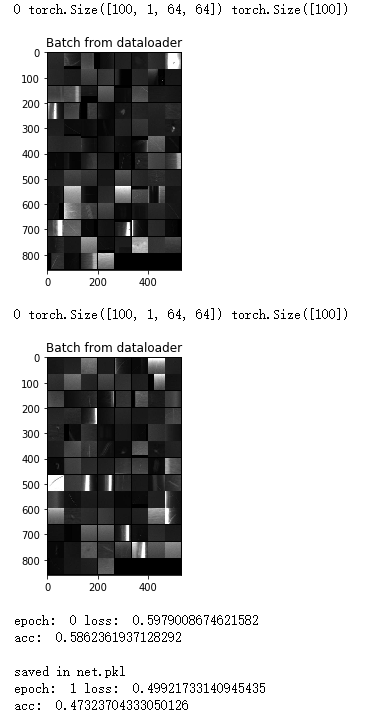 0 torch.Size([100, 1, 64, 64]) torch.Size([100])
Batch from dataloader
0
100
200
300
400
500
600
700
800
0 200 400
0 torch.Size([100, 1, 64, 64]) torch.Size([100])
Batch from dataloader
0
100
200
300
400
500
600
700
800
0 200 400
epoch: 0 loss: 0.5979008674621582
acc: 0.5862361937128292
saved in net.pkl
epoch: 1 loss: 0.49921733140945435
acc: 0.47323704333050126